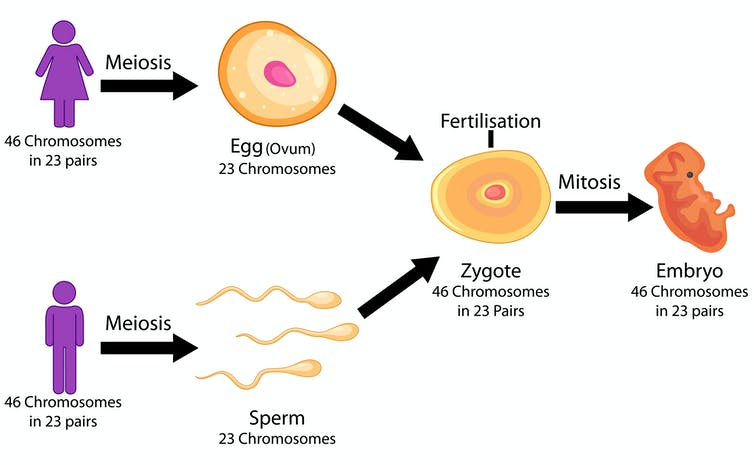 Meiosis
46 Chromosomes
in 23 pairs
Egg (Ovum)
23 Chromosomes
Fertilisation
Zygote
46 Chromosomes
in 23 Pairs
Mitosis
Embryo
46 Chromosomes
in 23 pairs
Meiosis
46 Chromosomes
in 23 pairs
Sperm
23 Chromosomes